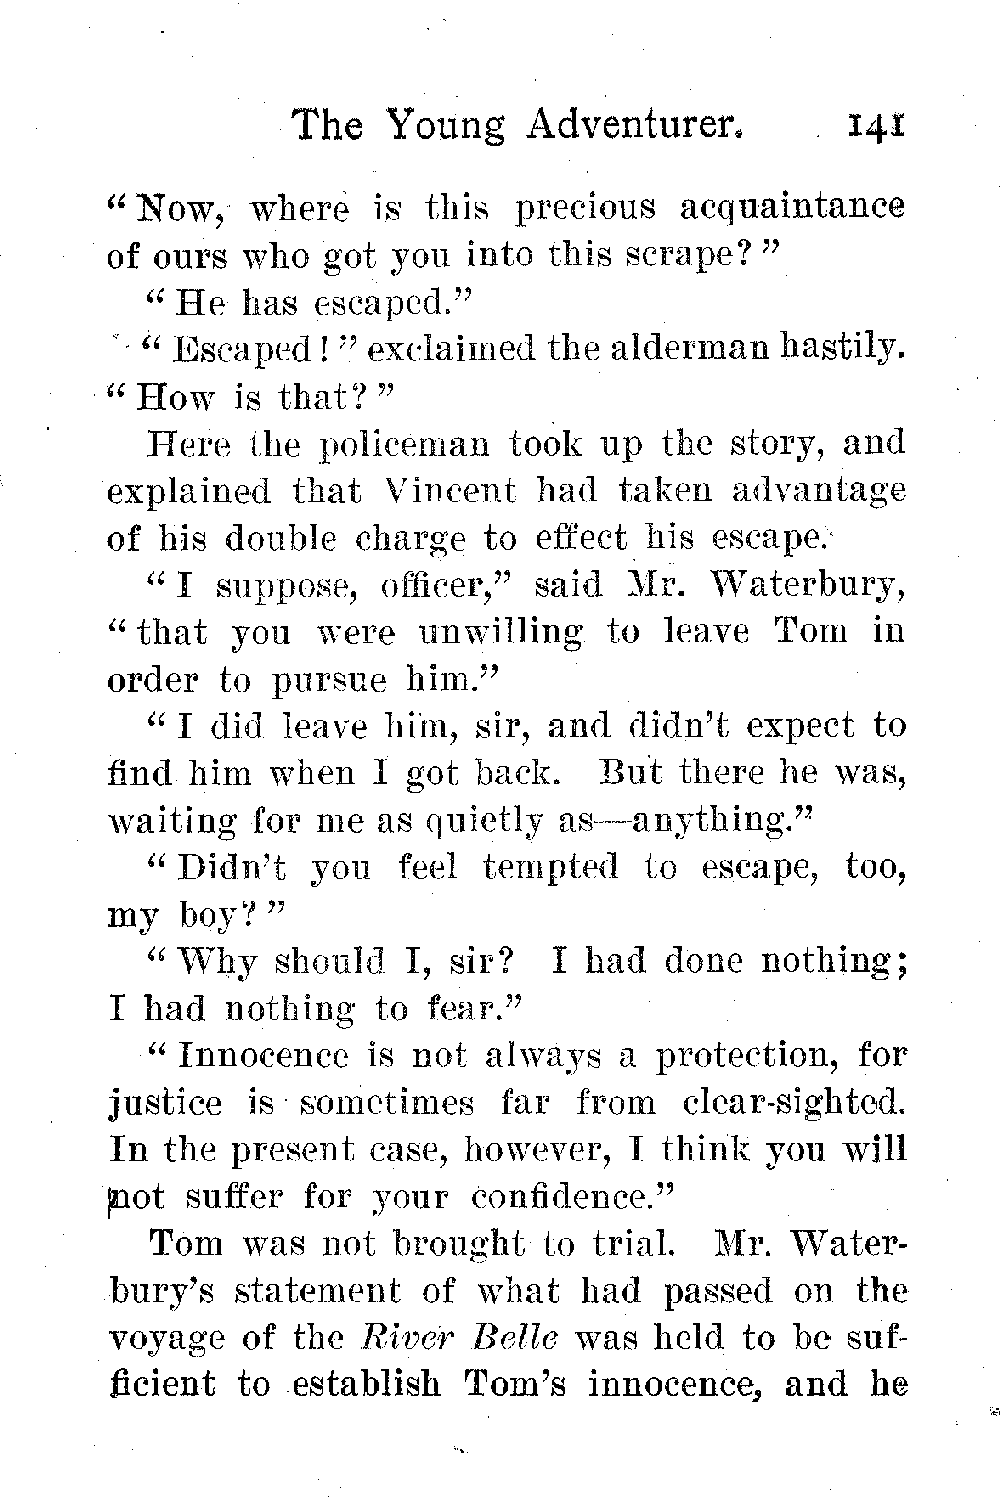 The Young Adventurer. 141
“Now, where is this precious acquaintance
of ours who got you into this scrape?”
“He has escaped.”
“Escaped!” exclaimed the alderman hastily.
“How is that?”
Here the policeman took up the story, and
explained that Vincent had taken advantage
of his double charge to effect his escape.
“I suppose, officer,” said Mr. Waterbury,
“that you were unwilling to leave Tom in
order to pursue him.”
“I did leave him, sir, and didn’t expect to
find him when I got back. But there he was,
waiting for me as quietly as—anything.”
“Didn’t you feel tempted to escape, too,
my boy?”
“Why should I, sir? I had done nothing;
I had nothing to fear.”
“Innocence is not always a protection, for
justice is sometimes far from clear-sighted.
In the present case, however, I think you will
not suffer for your confidence.”
Tom was not brought to trial. Mr. Water-
bury’s statement of what had passed on the
voyage of the River Belle was held to be suf-
ficient to establish Tom’s innocence, and he